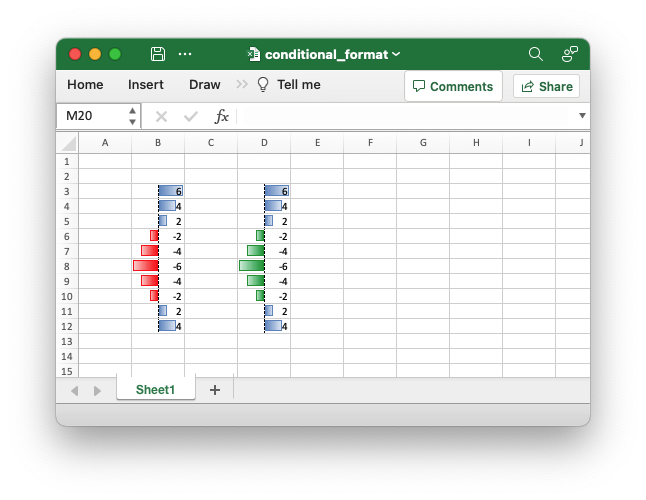 conditional_format
Home Insert Draw Tell me Comments Share
M20 fx
A B C D E F G H I J
1
2
3 6 6
4 4 4
5 2 2
6 -2 -2
7 -4 -4
8 -6 -6
9 -4 -4
10 -2 -2
11 2 2
12 4 4
13
14
15
Sheet1 +